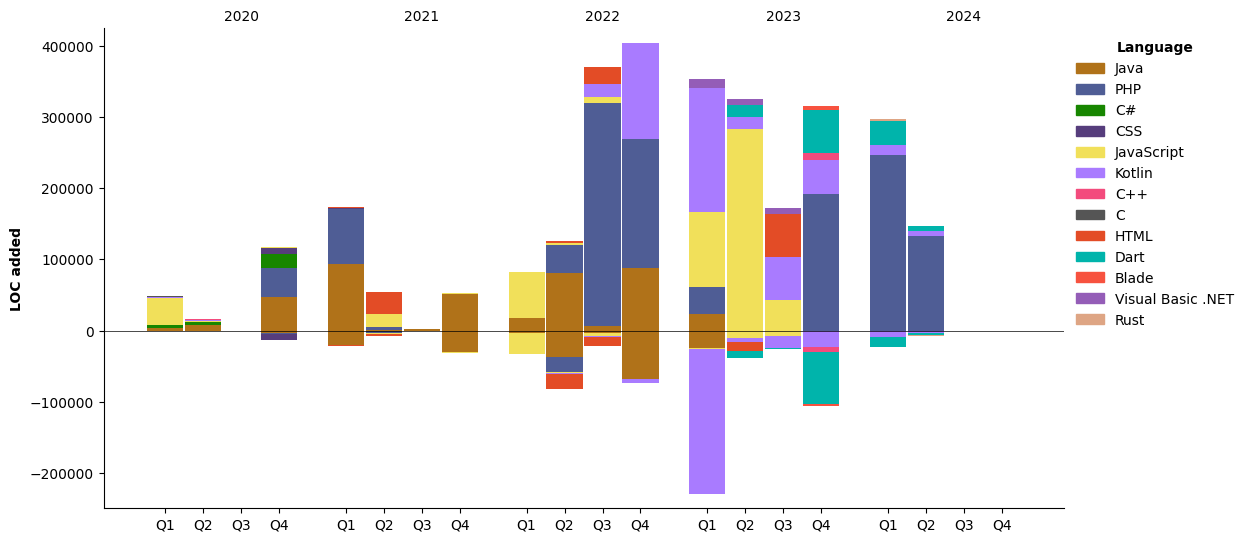 2020 2021 2022 2023 2024
LOC added
400000
300000
200000
100000
0
−100000
−200000
Q1 Q2 Q3 Q4 Q1 Q2 Q3 Q4 Q1 Q2 Q3 Q4 Q1 Q2 Q3 Q4 Q1 Q2 Q3 Q4
Language
Java
PHP
C#
CSS
JavaScript
Kotlin
C++
C
HTML
Dart
Blade
Visual Basic .NET
Rust